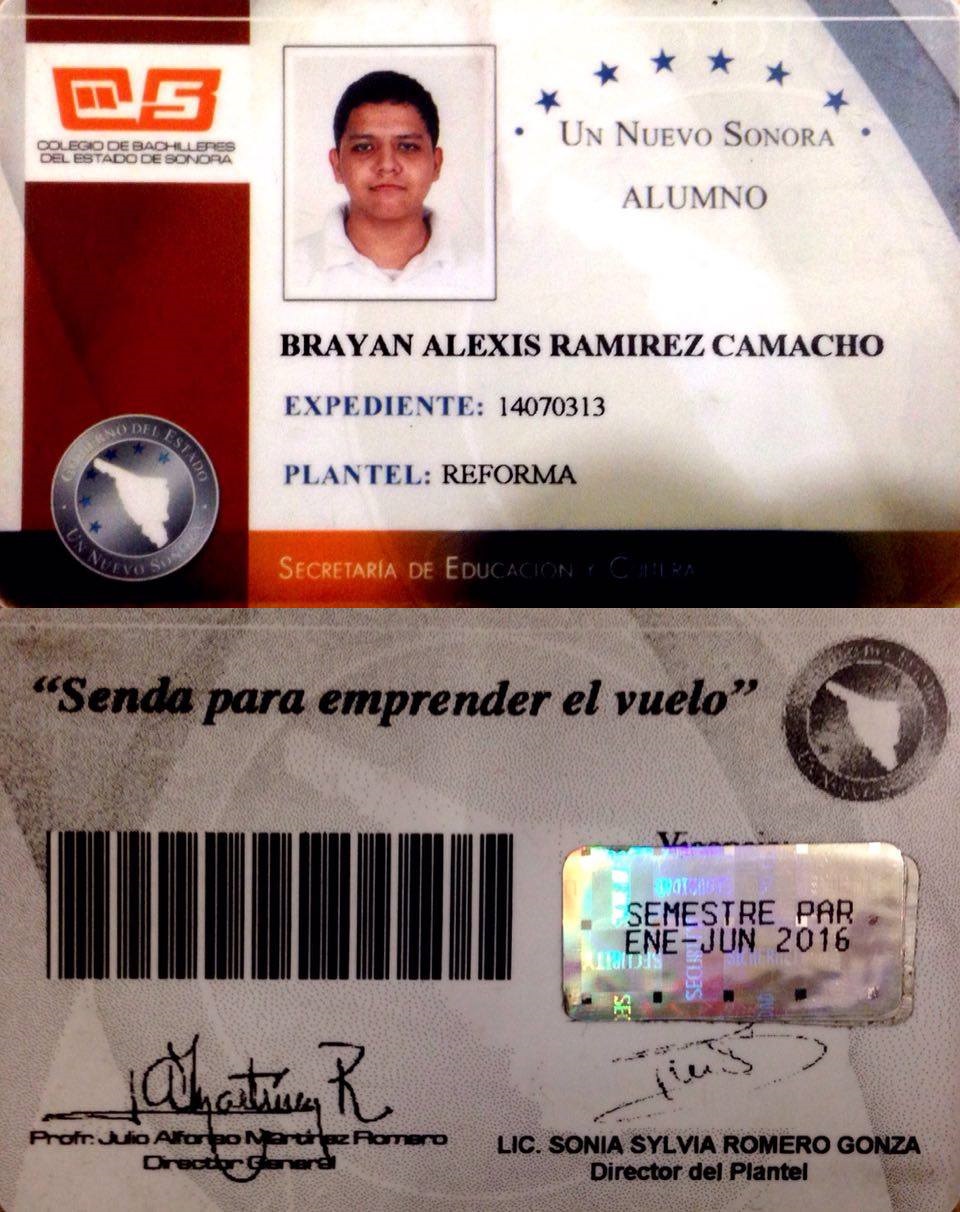 COLEGIO DE BACHILLERES
DEL ESTADO DE SONORA
UN NUEVO SONORA
ALUMNO
BRAYAN ALEXIS RAMIREZ CAMACHO
EXPEDIENTE: 14070313
PLANTEL: REFORMA
GOBIERNO DEL ESTADO
UN NUEVO SONORA
SECRETARÍA DE EDUCACION Y CULTURA
“Senda para emprender el vuelo”
SEMESTRE PAR
ENE-JUN 2016
Profr. Julio Alfonso Martínez Romero
Director General
LIC. SONIA SYLVIA ROMERO GONZA
Director del Plantel